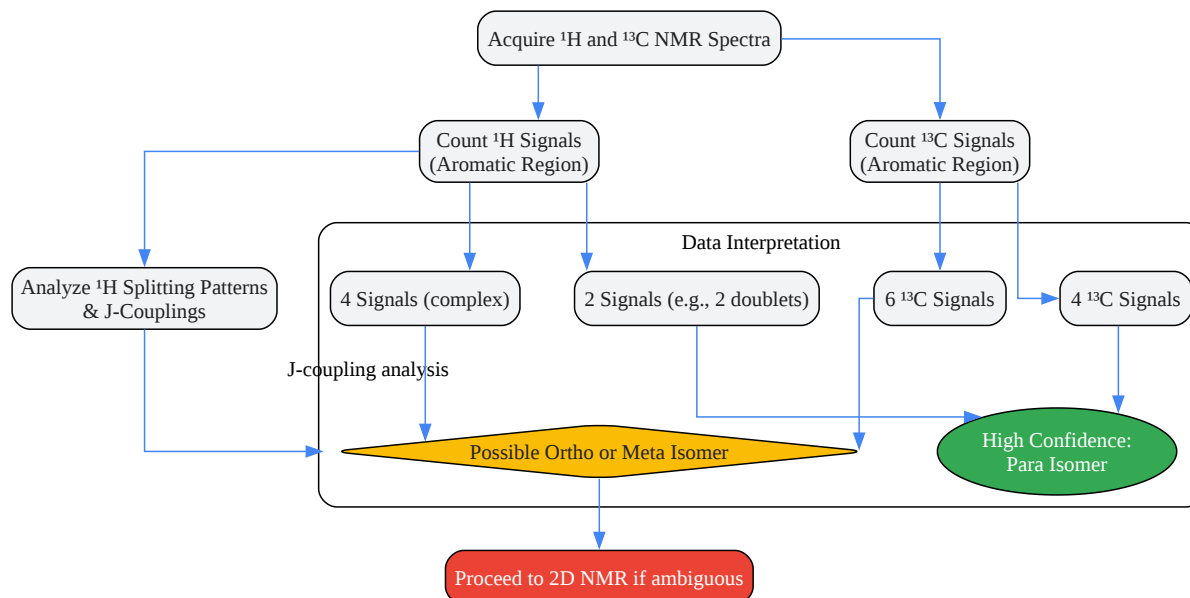 Acquire ¹H and ¹³C NMR Spectra
Count ¹H Signals
(Aromatic Region)
Count ¹³C Signals
(Aromatic Region)
Data Interpretation
Analyze ¹H Splitting Patterns
& J-Couplings
4 Signals (complex)
2 Signals (e.g., 2 doublets)
6 ¹³C Signals
4 ¹³C Signals
J-coupling analysis
Possible Ortho or Meta Isomer
High Confidence:
Para Isomer
Proceed to 2D NMR if ambiguous